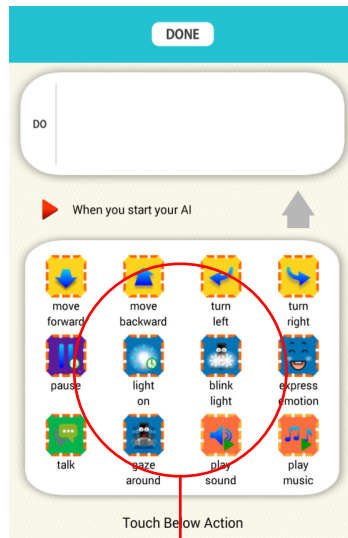 DONE
DO
When you start your AI
move
forward
move
backward
turn
left
turn
right
pause
light
on
blink
light
express
emotion
talk
gaze
around
play
sound
play
music
Touch Below Action